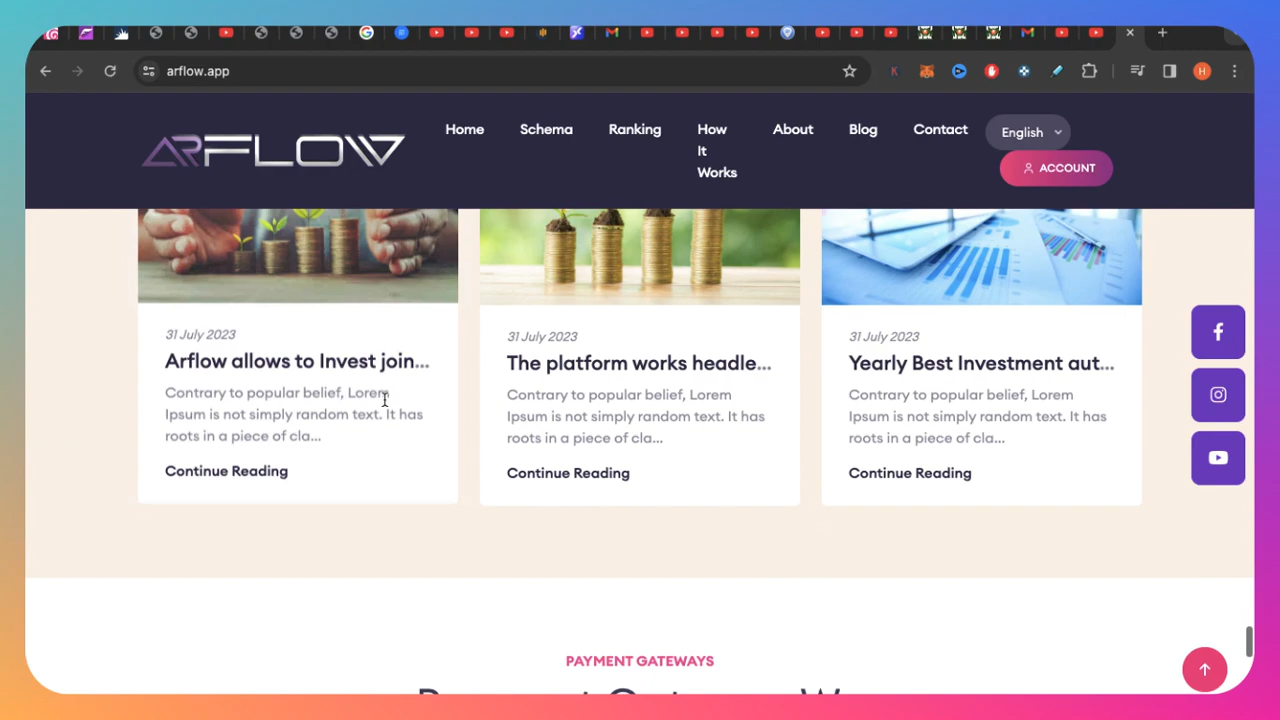 arflow.app
H
ARFLOW
Home
Schema
Ranking
How
It
Works
About
Blog
Contact
English
ACCOUNT
31 July 2023
Arflow allows to Invest join...
Contrary to popular belief, Lorem
Ipsum is not simply random text. It has
roots in a piece of cla...
Continue Reading
31 July 2023
The platform works headle...
Contrary to popular belief, Lorem
Ipsum is not simply random text. It has
roots in a piece of cla...
Continue Reading
31 July 2023
Yearly Best Investment aut...
Contrary to popular belief, Lorem
Ipsum is not simply random text. It has
roots in a piece of cla...
Continue Reading
PAYMENT GATEWAYS